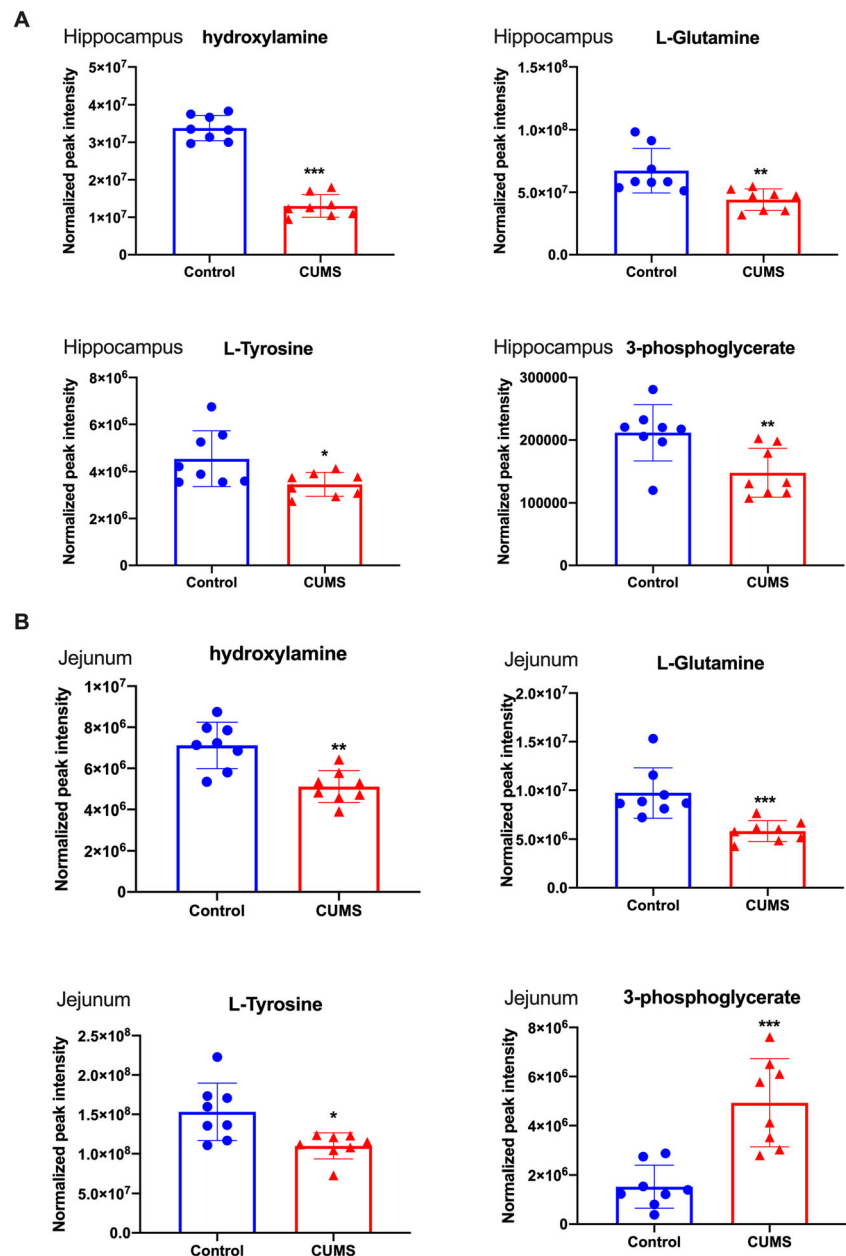 A
Hippocampus hydroxylamine
Normalized peak intensity
5×10⁷
4×10⁷
3×10⁷
2×10⁷
1×10⁷
0
***
Control CUMS
Hippocampus L-Glutamine
Normalized peak intensity
1.5×10⁸
1.0×10⁸
5.0×10⁷
0.0
**
Control CUMS
Hippocampus L-Tyrosine
Normalized peak intensity
8×10⁶
6×10⁶
4×10⁶
2×10⁶
0
*
Control CUMS
Hippocampus 3-phosphoglycerate
Normalized peak intensity
300000
200000
100000
0
**
Control CUMS
B
Jejunum hydroxylamine
Normalized peak intensity
1×10⁷
8×10⁶
6×10⁶
4×10⁶
2×10⁶
0
**
Control CUMS
Jejunum L-Glutamine
Normalized peak intensity
2.0×10⁷
1.5×10⁷
1.0×10⁷
5.0×10⁶
0.0
***
Control CUMS
Jejunum L-Tyrosine
Normalized peak intensity
2.5×10⁸
2.0×10⁸
1.5×10⁸
1.0×10⁸
5.0×10⁷
0.0
*
Control CUMS
Jejunum 3-phosphoglycerate
Normalized peak intensity
8×10⁶
6×10⁶
4×10⁶
2×10⁶
0
***
Control CUMS